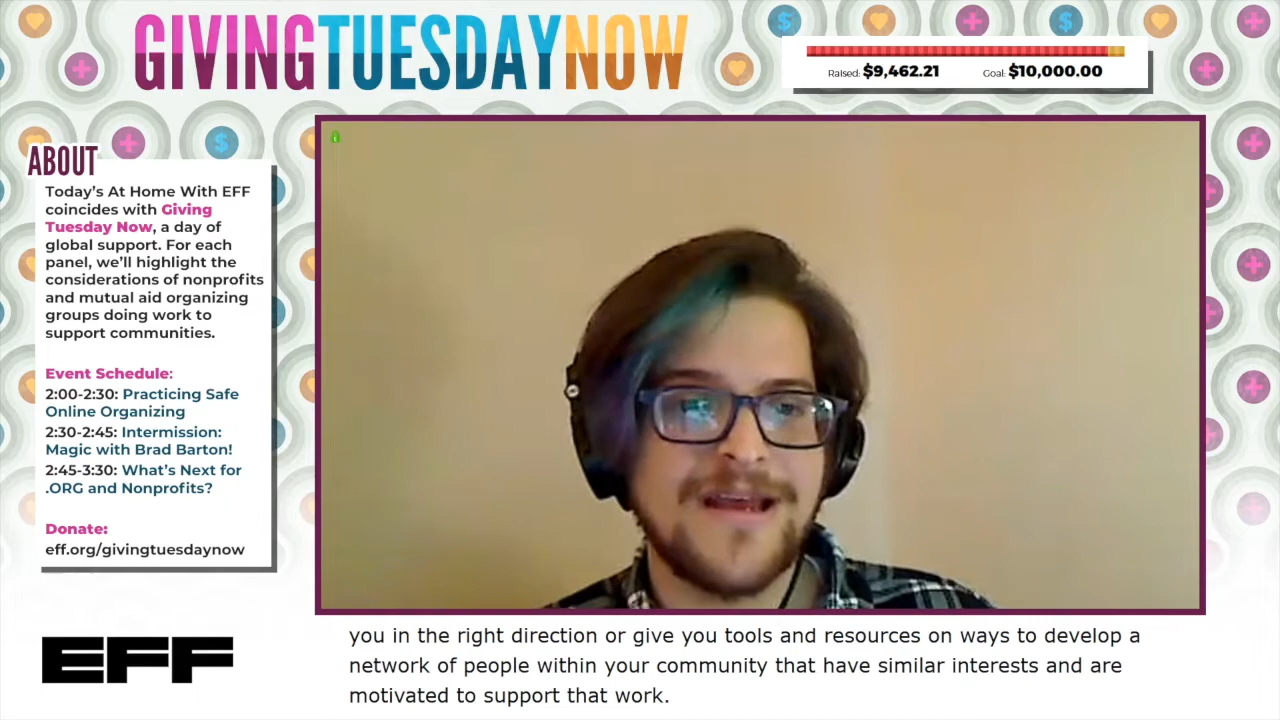 GIVINGTUESDAYNOW
Raised: $9,462.21 Goal: $10,000.00
ABOUT
Today's At Home With EFF
coincides with Giving
Tuesday Now, a day of
global support. For each
panel, we'll highlight the
considerations of nonprofits
and mutual aid organizing
groups doing work to
support communities.
Event Schedule:
2:00-2:30: Practicing Safe
Online Organizing
2:30-2:45: Intermission:
Magic with Brad Barton!
2:45-3:30: What's Next for
.ORG and Nonprofits?
Donate:
eff.org/givingtuesdaynow
EFF
you in the right direction or give you tools and resources on ways to develop a
network of people within your community that have similar interests and are
motivated to support that work.